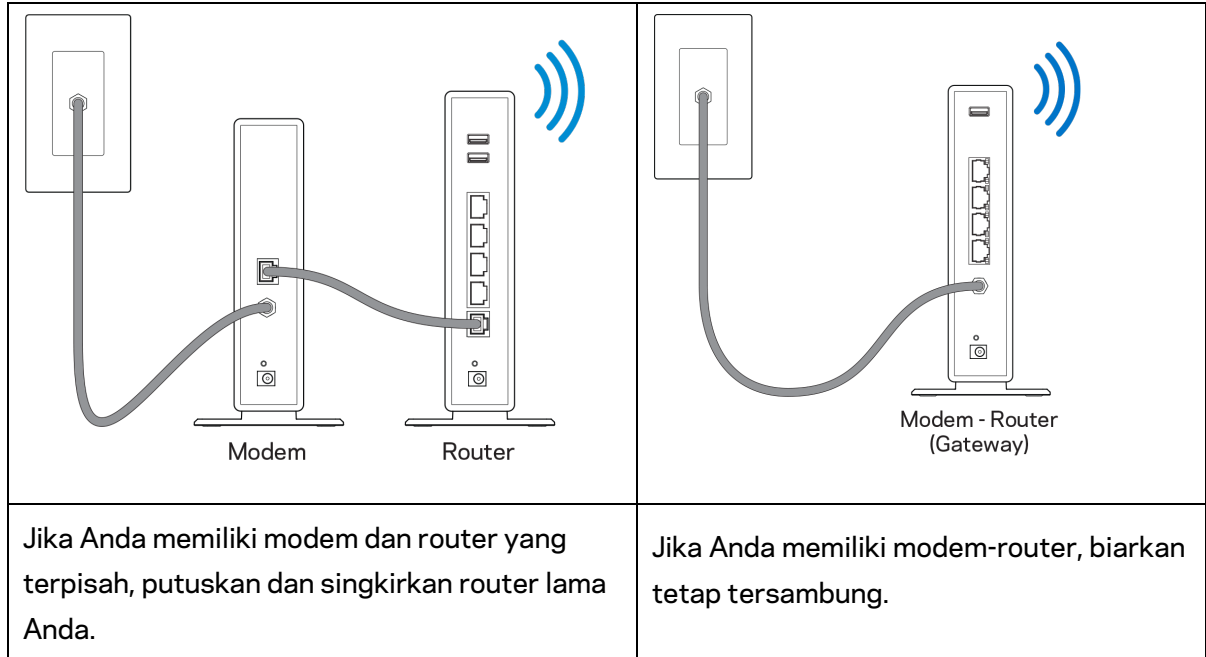 Modem
Router
Modem - Router
(Gateway)
Jika Anda memiliki modem dan router yang
terpisah, putuskan dan singkirkan router lama
Anda.
Jika Anda memiliki modem-router, biarkan
tetap tersambung.